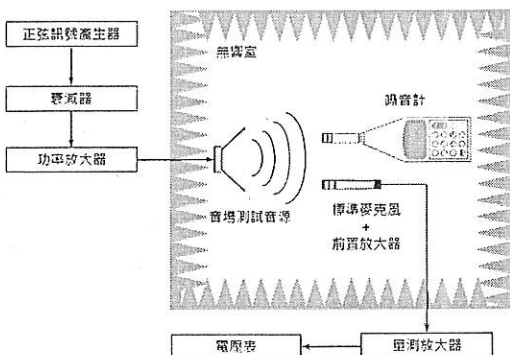 正弦訊號產生器
衰減器
功率放大器
無響室
噪音計
音場測試音源
標準麥克風
+
前置放大器
量測放大器
電壓表